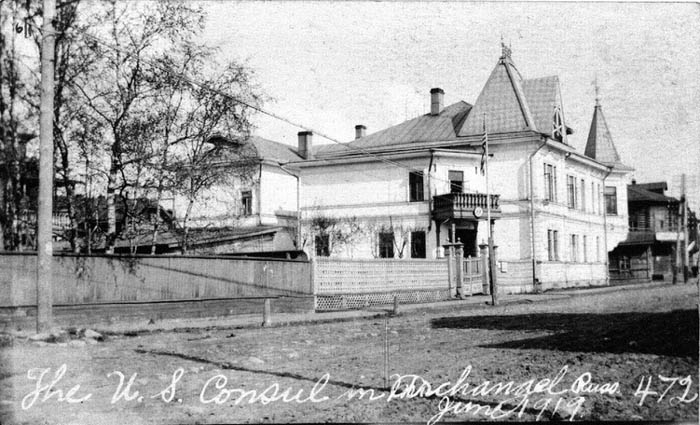 The U. S. Consul in Archangel Russ. 472
June 1919.